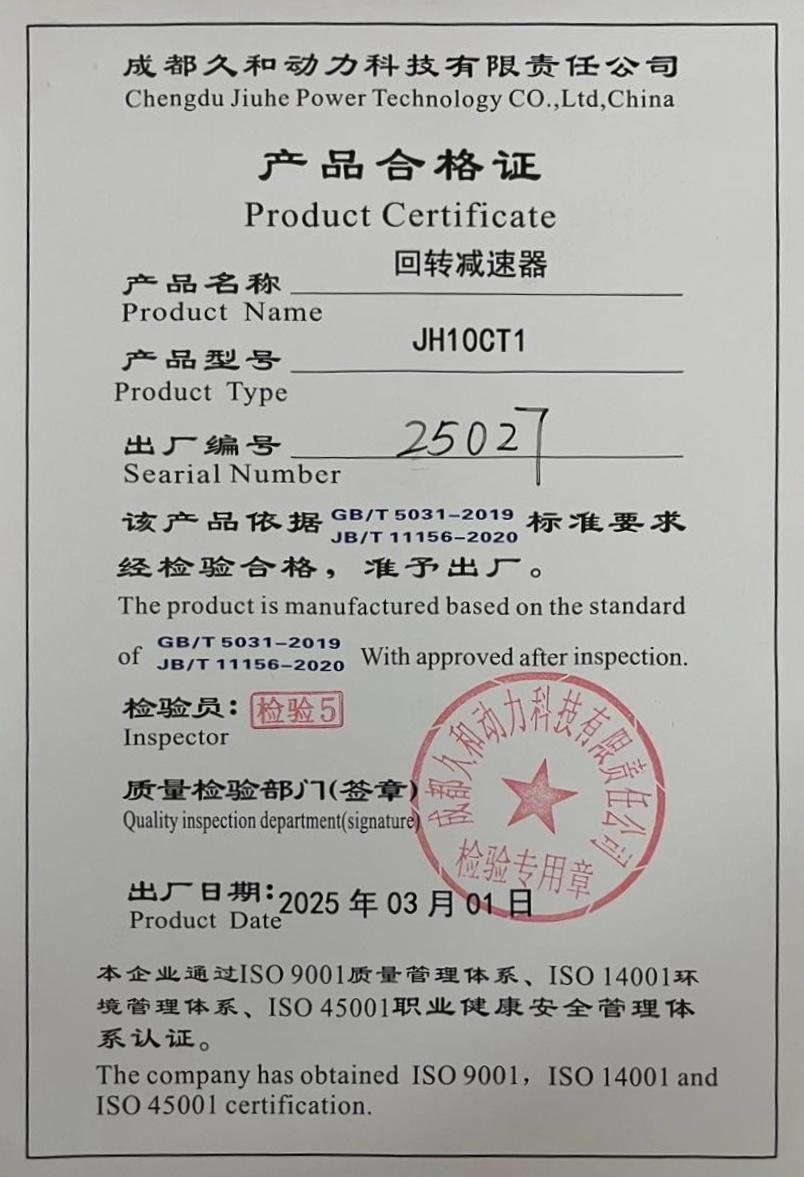 成都久和动力科技有限责任公司
Chengdu Jiuhe Power Technology CO.,Ltd,China
产品合格证
Product Certificate
产品名称 回转减速器
Product Name
产品型号 JH10CT1
Product Type
出厂编号 25027
Searial Number
该产品依据 GB/T 5031-2019 JB/T 11156-2020 标准要求
经检验合格，准予出厂。
The product is manufactured based on the standard
of GB/T 5031-2019 JB/T 11156-2020 With approved after inspection.
检验员：检验5
Inspector
质量检验部门(签章)
Quality inspection department(signature)
成都久和动力科技有限责任公司
检验专用章
出厂日期:2025年03月01日
Product Date
本企业通过ISO 9001质量管理体系、ISO 14001环
境管理体系、ISO 45001职业健康安全管理体
系认证。
The company has obtained ISO 9001，ISO 14001 and
ISO 45001 certification.